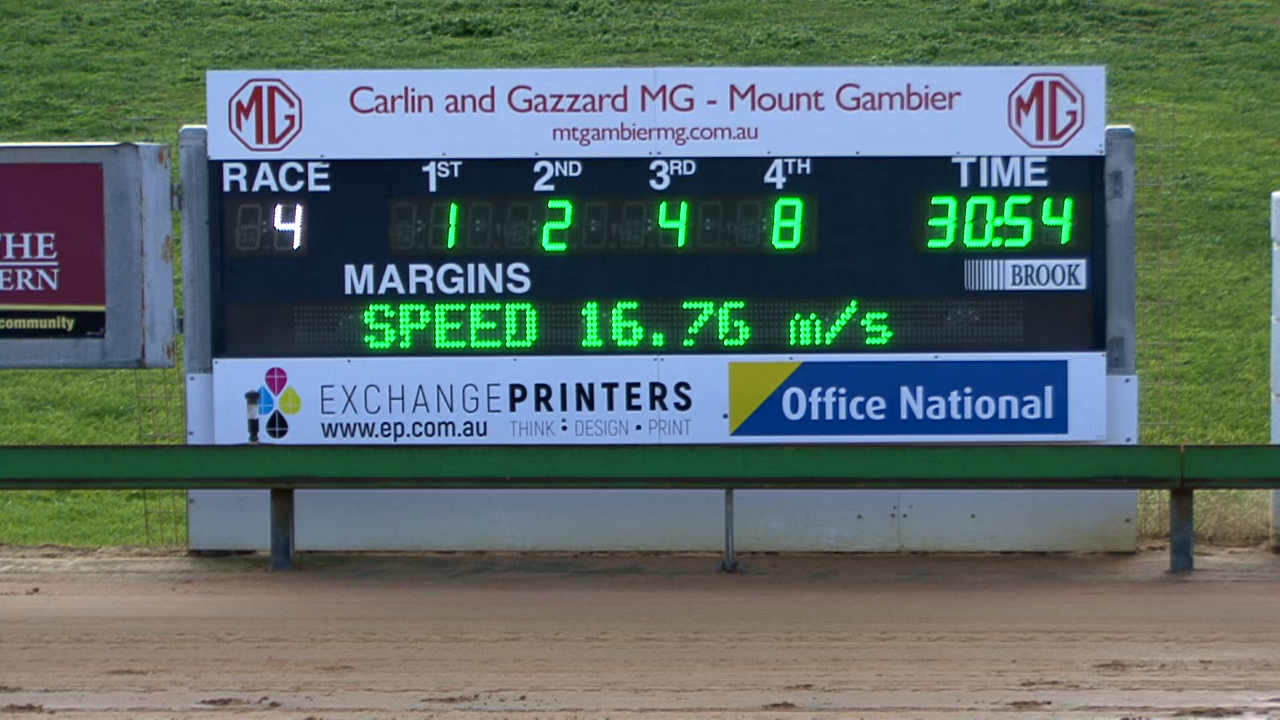 MG Carlin and Gazzard MG - Mount Gambier MG
mtgambiermg.com.au
RACE 1ST 2ND 3RD 4TH TIME
4 1 2 4 8 30:54
MARGINS BROOK
SPEED 16.76 m/s
THE
ERN
community
EXCHANGEPRINTERS
www.ep.com.au THINK : DESIGN • PRINT
Office National